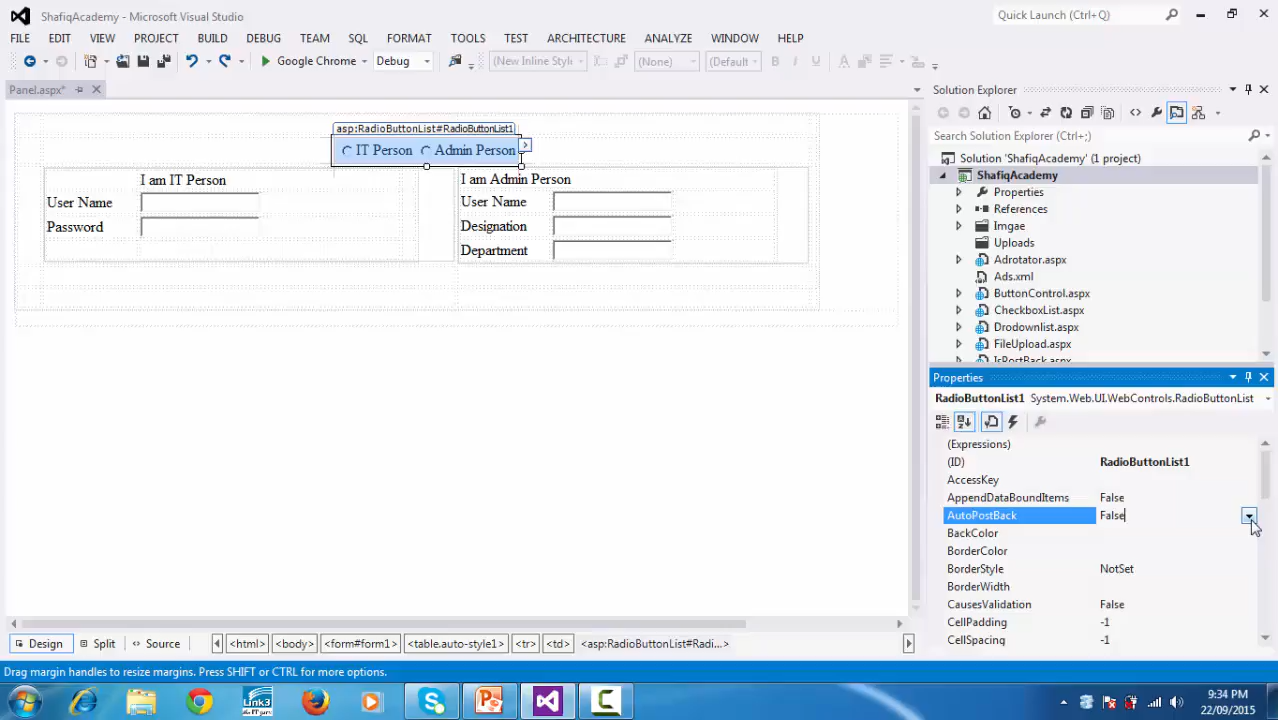 ShafiqAcademy - Microsoft Visual Studio
Quick Launch (Ctrl+Q)
FILE EDIT VIEW PROJECT BUILD DEBUG TEAM SQL FORMAT TOOLS TEST ARCHITECTURE ANALYZE WINDOW HELP
Google Chrome Debug (New Inline Style (None) (Default B I U A
Panel.aspx*
Solution Explorer
Search Solution Explorer (Ctrl+;)
Solution 'ShafiqAcademy' (1 project)
ShafiqAcademy
Properties
References
Imgae
Uploads
Adrotator.aspx
Ads.xml
ButtonControl.aspx
CheckboxList.aspx
Drodownlist.aspx
FileUpload.aspx
IsPostBack.aspx
asp:RadioButtonList#RadioButtonList1
IT Person Admin Person
I am IT Person
User Name
Password
I am Admin Person
User Name
Designation
Department
Properties
RadioButtonList1 System.Web.UI.WebControls.RadioButtonList
(Expressions)
(ID) RadioButtonList1
AccessKey
AppendDataBoundItems False
AutoPostBack False
BackColor
BorderColor
BorderStyle NotSet
BorderWidth
CausesValidation False
CellPadding -1
CellSpacing -1
Design Split Source <html> <body> <form#form1> <table.auto-style1> <tr> <td> <asp:RadioButtonList#Radi...>
Drag margin handles to resize margins. Press SHIFT or CTRL for more options.
Link3
9:34 PM
22/09/2015